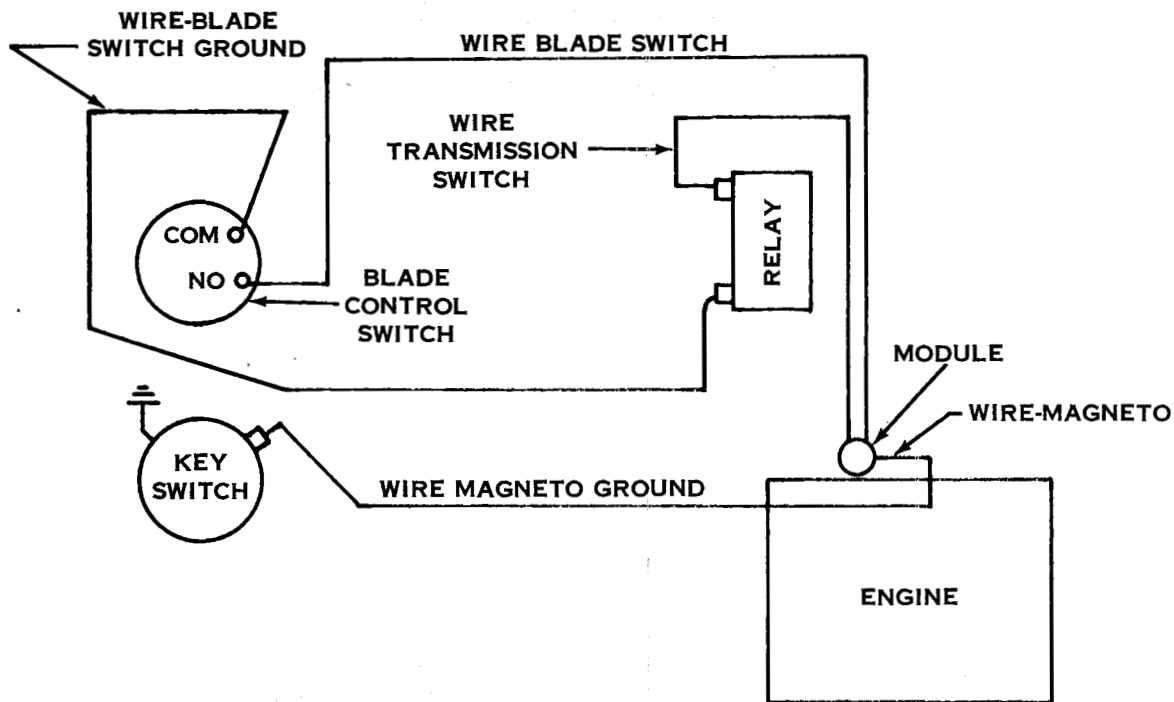 WIRE-BLADE
SWITCH GROUND
WIRE BLADE SWITCH
WIRE
TRANSMISSION
SWITCH
RELAY
COM
NO
BLADE
CONTROL
SWITCH
MODULE
WIRE-MAGNETO
KEY
SWITCH
WIRE MAGNETO GROUND
ENGINE